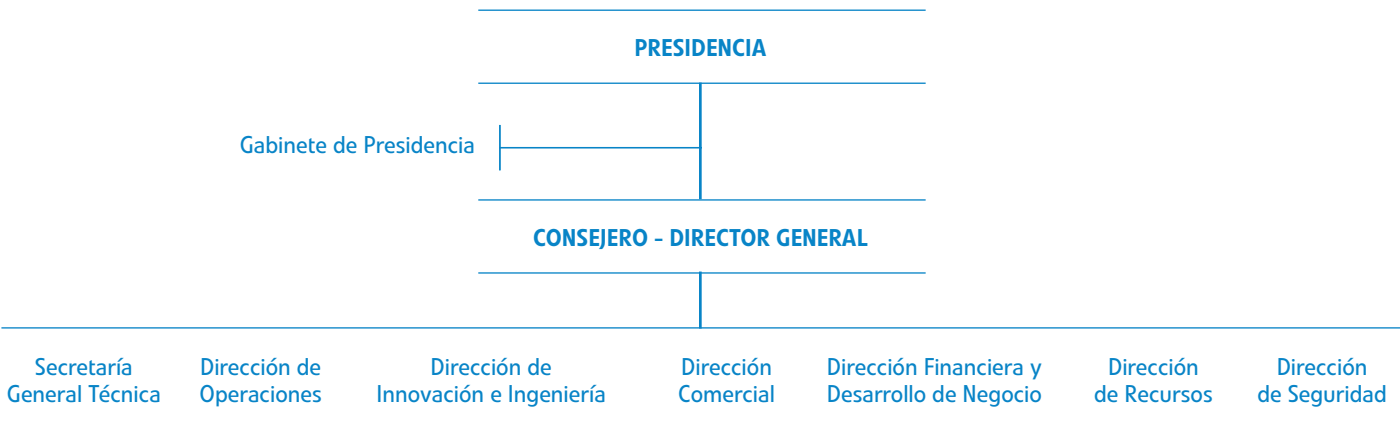 PRESIDENCIA
Gabinete de Presidencia
CONSEJERO - DIRECTOR GENERAL
Secretaría
General Técnica
Dirección de
Operaciones
Dirección de
Innovación e Ingeniería
Dirección
Comercial
Dirección Financiera y
Desarrollo de Negocio
Dirección
de Recursos
Dirección
de Seguridad